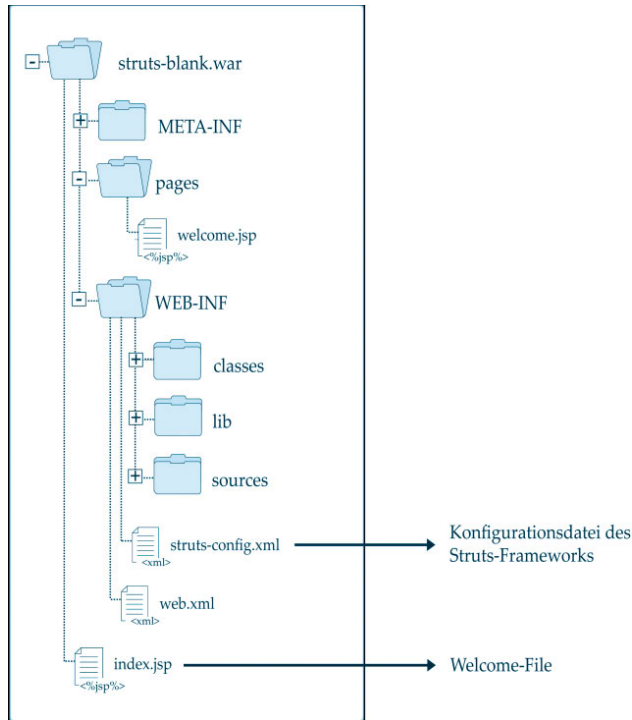 struts-blank.war
META-INF
pages
welcome.jsp
<%jsp%>
WEB-INF
classes
lib
sources
struts-config.xml
<xml>
Konfigurationsdatei des
Struts-Frameworks
web.xml
<xml>
index.jsp
<%jsp%>
Welcome-File